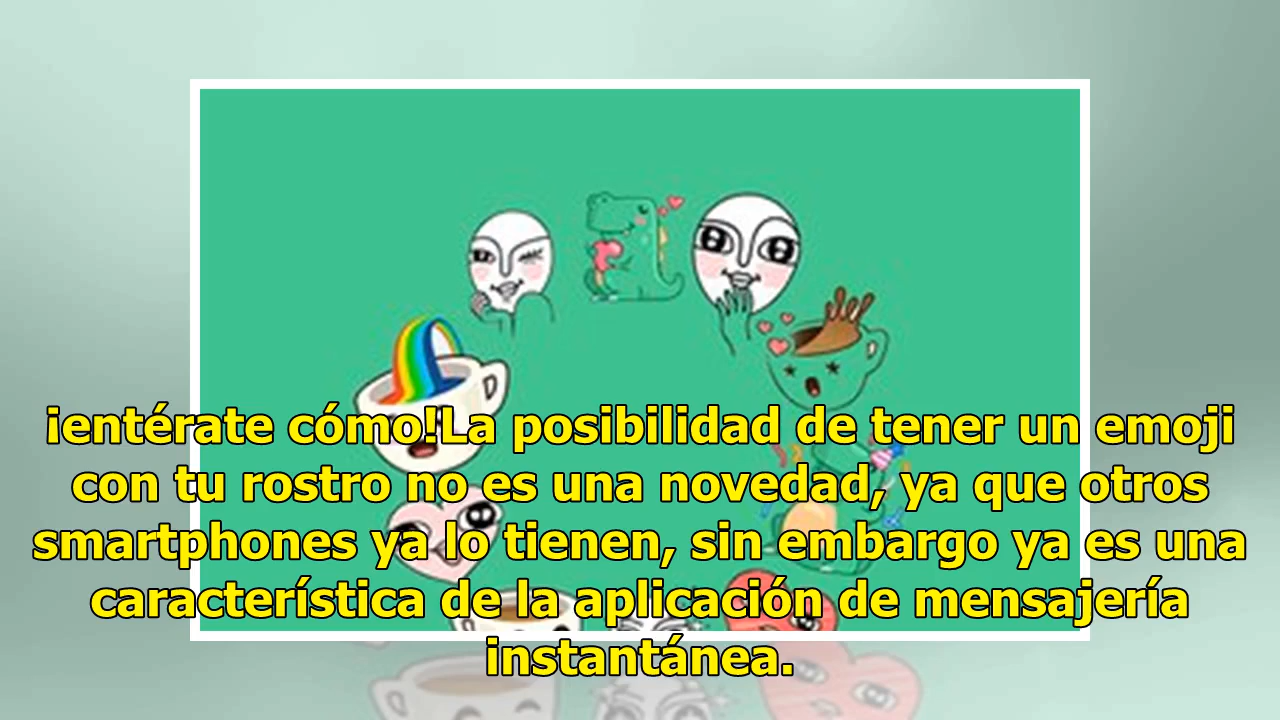 ¡entérate cómo!La posibilidad de tener un emoji
con tu rostro no es una novedad, ya que otros
smartphones ya lo tienen, sin embargo ya es una
característica de la aplicación de mensajería
instantánea.